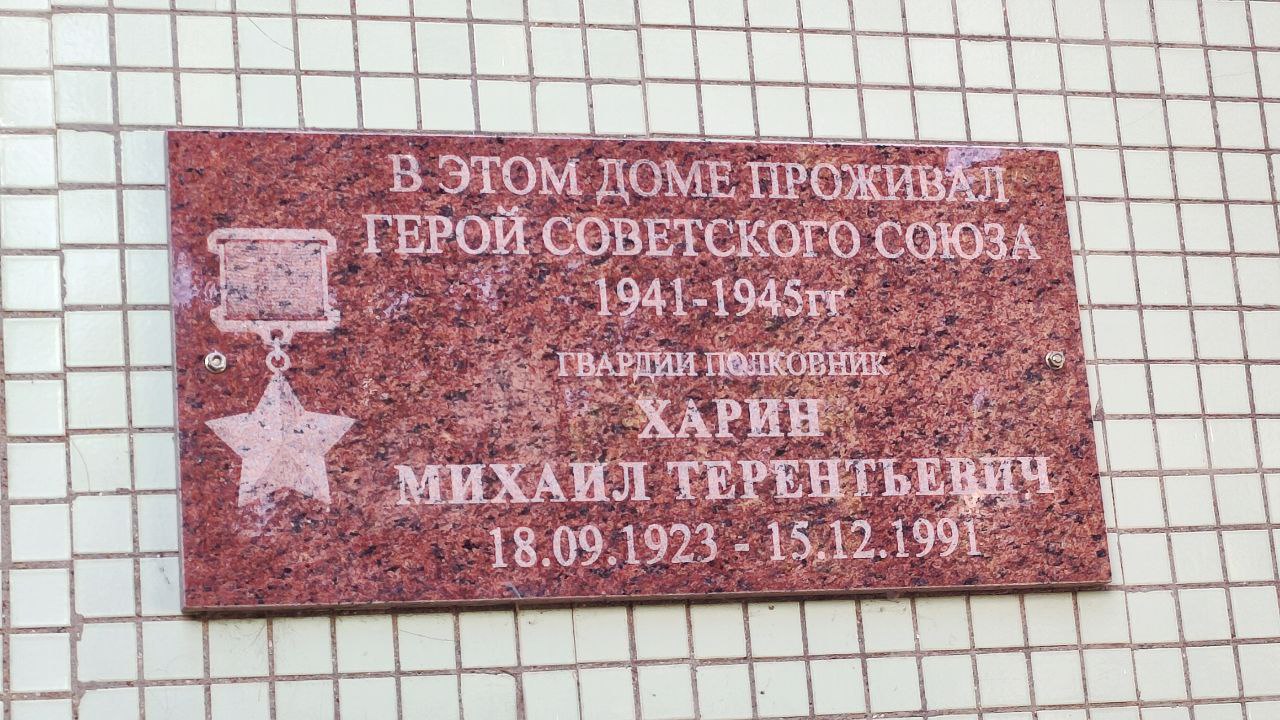 В ЭТОМ ДОМЕ ПРОЖИВАЛ
ГЕРОЙ СОВЕТСКОГО СОЮЗА
1941-1945гг
ГВАРДИИ ПОЛКОВНИК
ХАРИН
МИХАИЛ ТЕРЕНТЬЕВИЧ
18.09.1923 - 15.12.1991